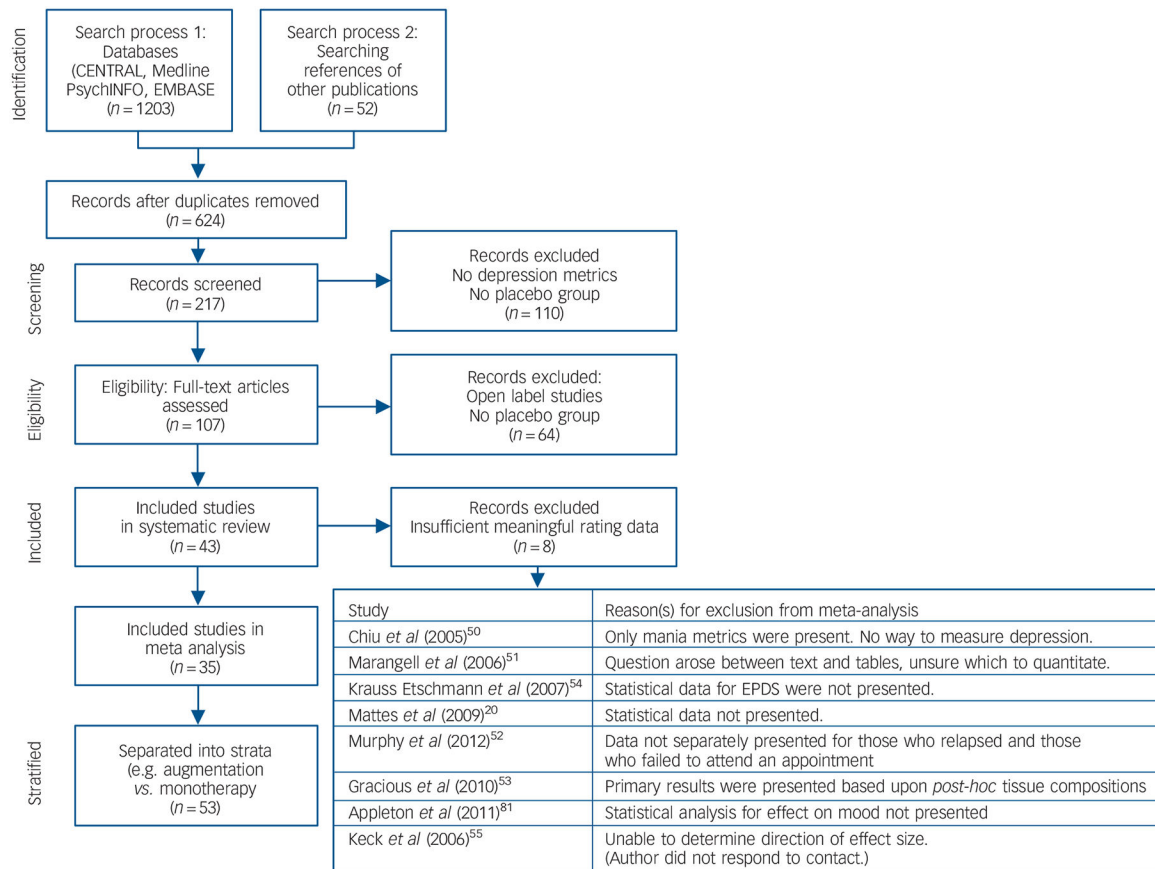 Identification
Search process 1:
Databases
(CENTRAL, Medline
PsychINFO, EMBASE
(n = 1203)
Search process 2:
Searching
references of
other publications
(n = 52)
Records after duplicates removed
(n = 624)
Screening
Records screened
(n = 217)
Records excluded
No depression metrics
No placebo group
(n = 110)
Eligibility
Eligibility: Full-text articles
assessed
(n = 107)
Records excluded:
Open label studies
No placebo group
(n = 64)
Included
Included studies
in systematic review
(n = 43)
Records excluded
Insufficient meaningful rating data
(n = 8)
Included studies in
meta analysis
(n = 35)
Stratified
Separated into strata
(e.g. augmentation
vs. monotherapy
(n = 53)
Study Reason(s) for exclusion from meta-analysis
Chiu et al (2005)50 Only mania metrics were present. No way to measure depression.
Marangell et al (2006)51 Question arose between text and tables, unsure which to quantitate.
Krauss Etschmann et al (2007)54 Statistical data for EPDS were not presented.
Mattes et al (2009)20 Statistical data not presented.
Murphy et al (2012)52 Data not separately presented for those who relapsed and those
who failed to attend an appointment
Gracious et al (2010)53 Primary results were presented based upon post-hoc tissue compositions
Appleton et al (2011)81 Statistical analysis for effect on mood not presented
Keck et al (2006)55 Unable to determine direction of effect size.
(Author did not respond to contact.)